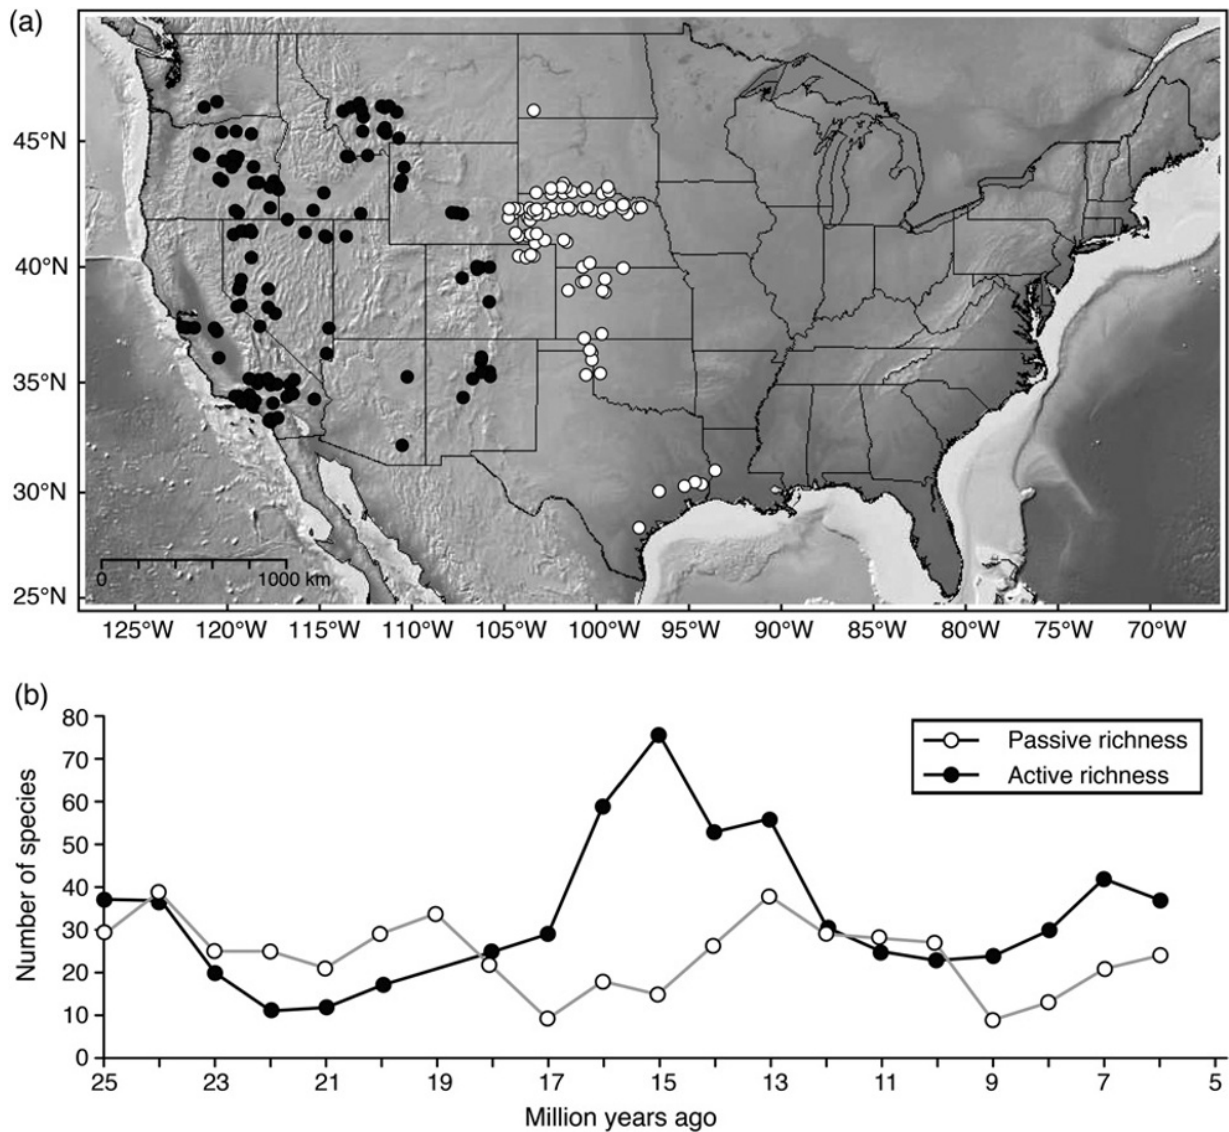 (a)
45°N
40°N
35°N
30°N
25°N
0 1000 km
125°W 120°W 115°W 110°W 105°W 100°W 95°W 90°W 85°W 80°W 75°W 70°W
(b)
Number of species
80
70
60
50
40
30
20
10
0
Passive richness
Active richness
25 23 21 19 17 15 13 11 9 7 5
Million years ago